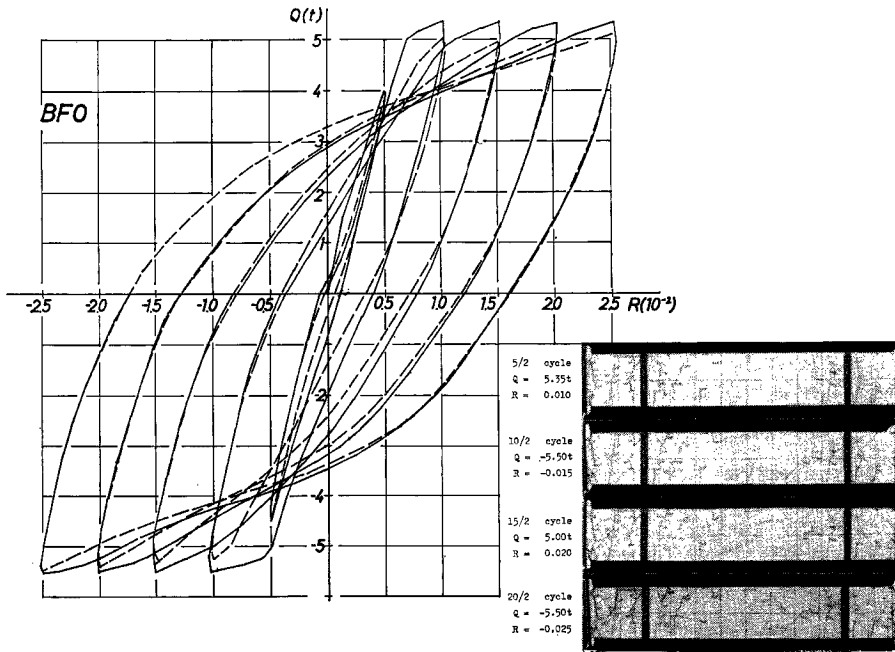 Q(t)
5
4
BFO
3
2
1
-2.5 -2.0 -1.5 -1.0 -0.5 0 0.5 1.0 1.5 2.0 2.5 R(10⁻²)
-2
-4
-5
5/2 cycle
Q = 5.35t
R = 0.010
10/2 cycle
Q = -5.50t
R = -0.015
15/2 cycle
Q = 5.00t
R = 0.020
20/2 cycle
Q = -5.50t
R = -0.025